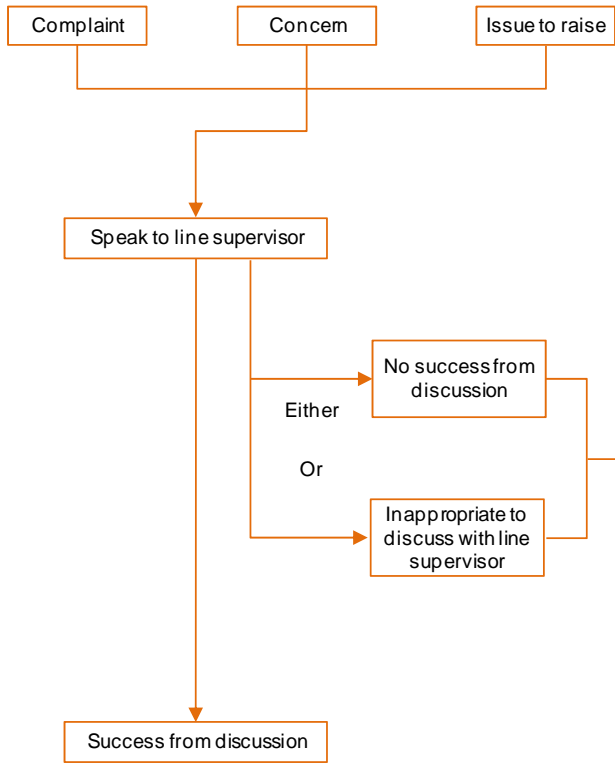 Complaint
Concern
Issue to raise
Speak to line supervisor
No success from
discussion
Either
Or
Inappropriate to
discuss with line
supervisor
Success from discussion